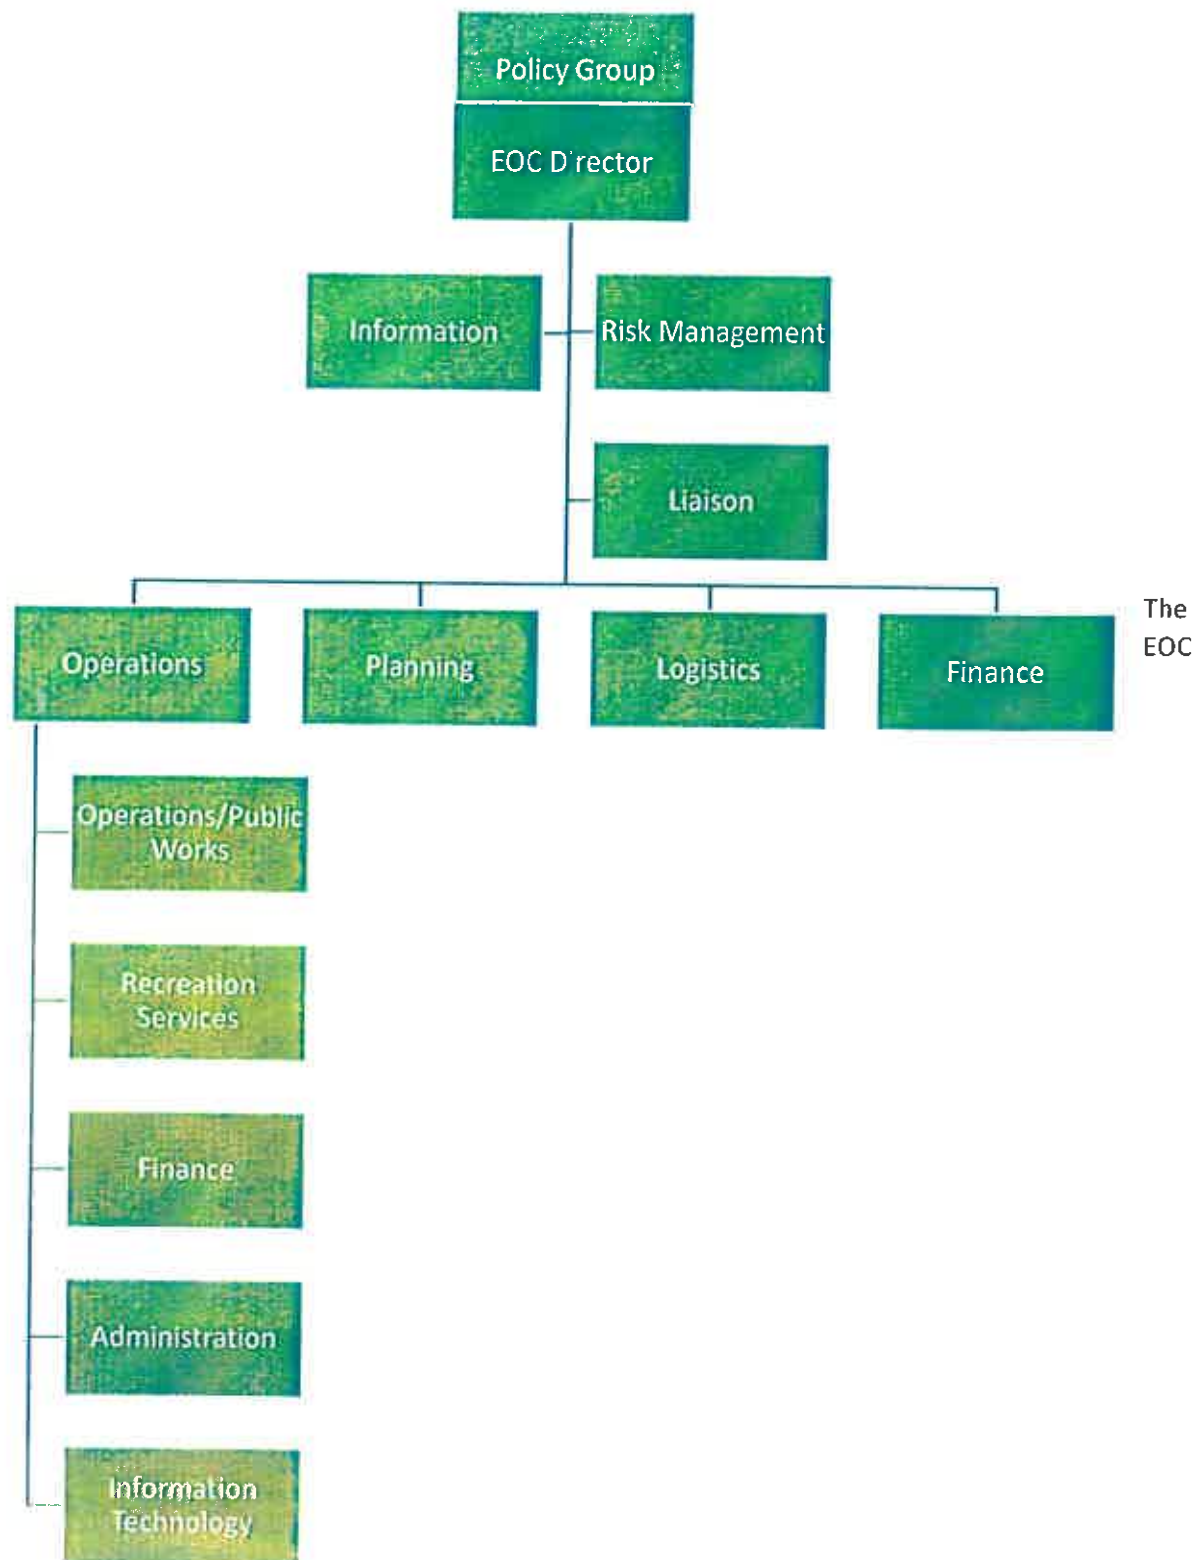 Policy Group
EOC Director
Information
Risk Management
Liaison
Operations
Planning
Logistics
Finance
The
EOC
Operations/Public
Works
Recreation
Services
Finance
Administration
Information
Technology